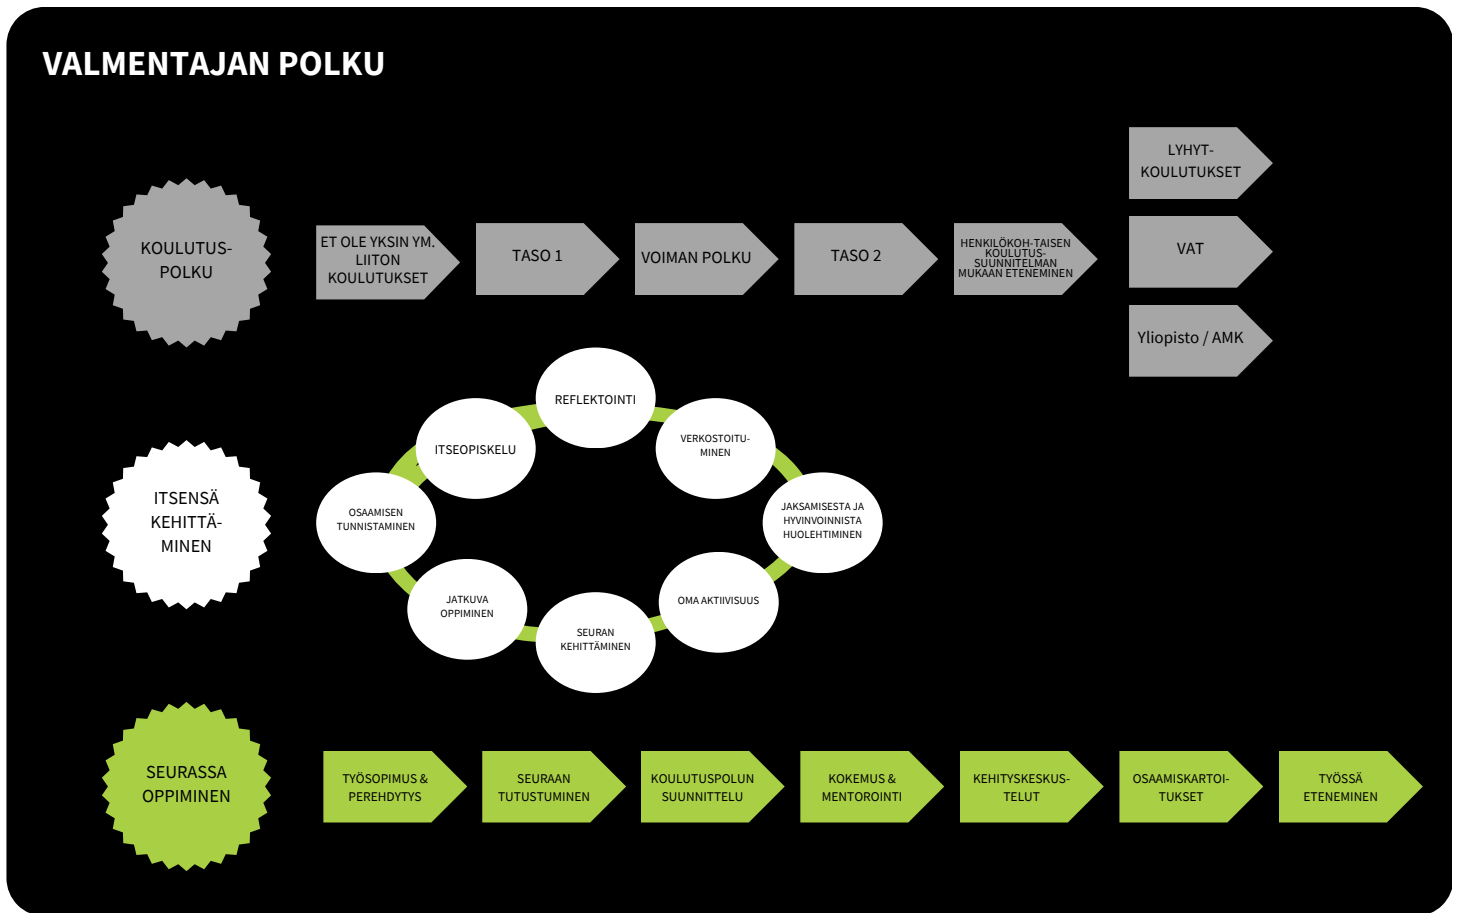 VALMENTAJAN POLKU
KOULUTUS-
POLKU
ET OLE YKSIN YM.
LIITON
KOULUTUKSET
TASO 1
VOIMAN POLKU
TASO 2
HENKILÖKOH-TAISEN
KOULUTUS-
SUUNNITELMAN
MUKAAN ETENEMINEN
LYHYT-
KOULUTUKSET
VAT
Yliopisto / AMK
ITSENSÄ
KEHITTÄ-
MINEN
REFLEKTOINTI
ITSEOPISKELU
VERKOSTOITU-
MINEN
OSAAMISEN
TUNNISTAMINEN
JAKSAMISESTA JA
HYVINVOINNISTA
HUOLEHTIMINEN
JATKUVA
OPPIMINEN
SEURAN
KEHITTÄMINEN
OMA AKTIIVISUUS
SEURASSA
OPPIMINEN
TYÖSOPIMUS &
PEREHDYTYS
SEURAAN
TUTUSTUMINEN
KOULUTUSPOLUN
SUUNNITTELU
KOKEMUS &
MENTOROINTI
KEHITYSKESKUS-
TELUT
OSAAMISKARTOI-
TUKSET
TYÖSSÄ
ETENEMINEN